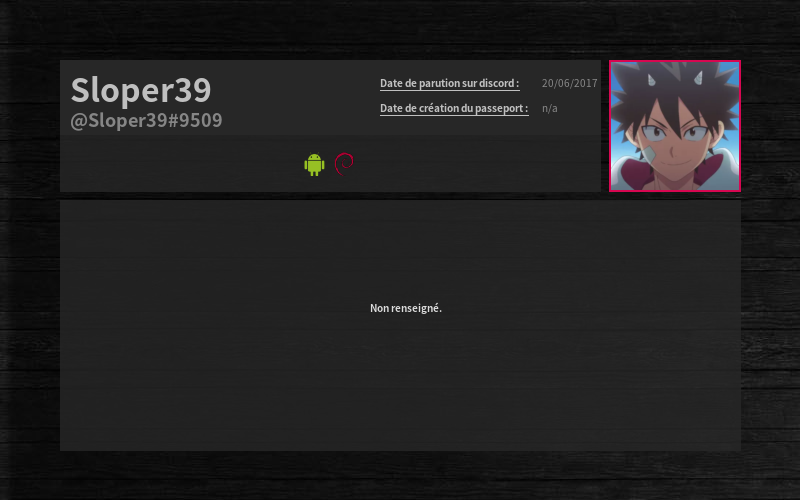 Sloper39
@Sloper39#9509
Date de parution sur discord : 20/06/2017
Date de création du passeport : n/a
Non renseigné.